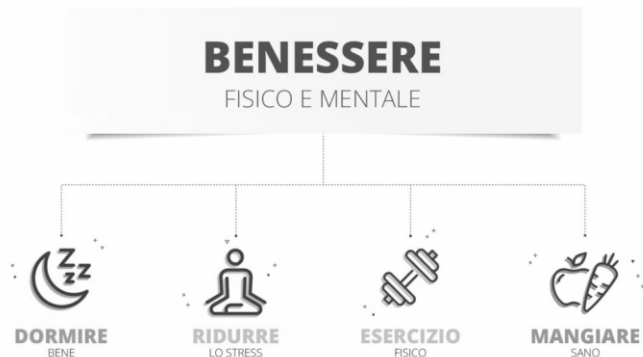 BENESSERE
FISICO E MENTALE
Z z z
DORMIRE
BENE
RIDURRE
LO STRESS
ESERCIZIO
FISICO
MANGIARE
SANO